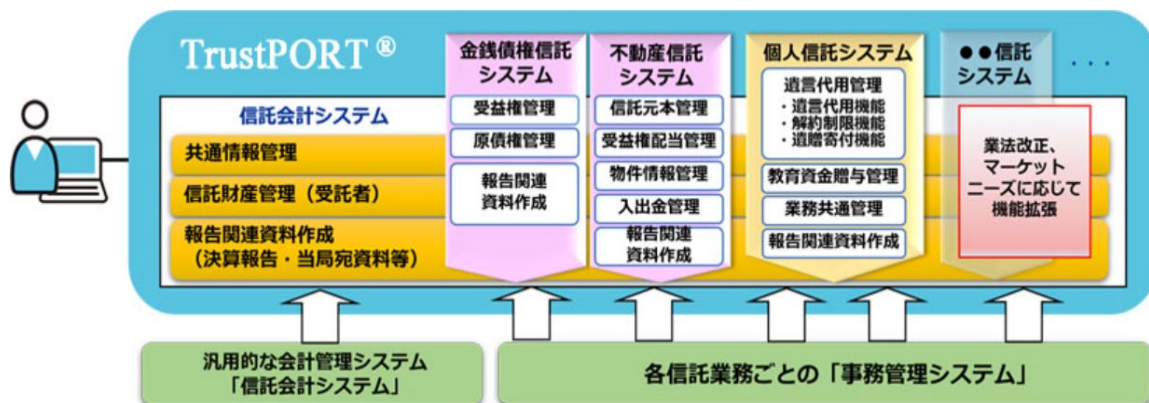 TrustPORT®
信託会計システム
共通情報管理
信託財産管理（受託者）
報告関連資料作成
（決算報告・当局宛資料等）
金銭債権信託
システム
受益権管理
原債権管理
報告関連
資料作成
不動産信託
システム
信託元本管理
受益権配当管理
物件情報管理
入出金管理
報告関連
資料作成
個人信託システム
遺言代用管理
・遺言代用機能
・解約制限機能
・遺贈寄付機能
教育資金贈与管理
業務共通管理
報告関連資料作成
●●信託
システム
・・・
業法改正、
マーケット
ニーズに応じて
機能拡張
汎用的な会計管理システム
「信託会計システム」
各信託業務ごとの「事務管理システム」